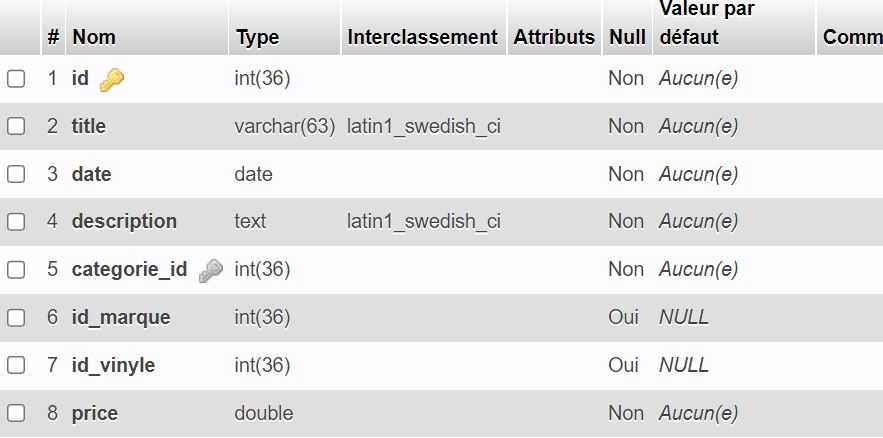 # Nom Type Interclassement Attributs Null Valeur par défaut Comm
1 id int(36) Non Aucun(e)
2 title varchar(63) latin1_swedish_ci Non Aucun(e)
3 date date Non Aucun(e)
4 description text latin1_swedish_ci Non Aucun(e)
5 categorie_id int(36) Non Aucun(e)
6 id_marque int(36) Oui NULL
7 id_vinyle int(36) Oui NULL
8 price double Non Aucun(e)